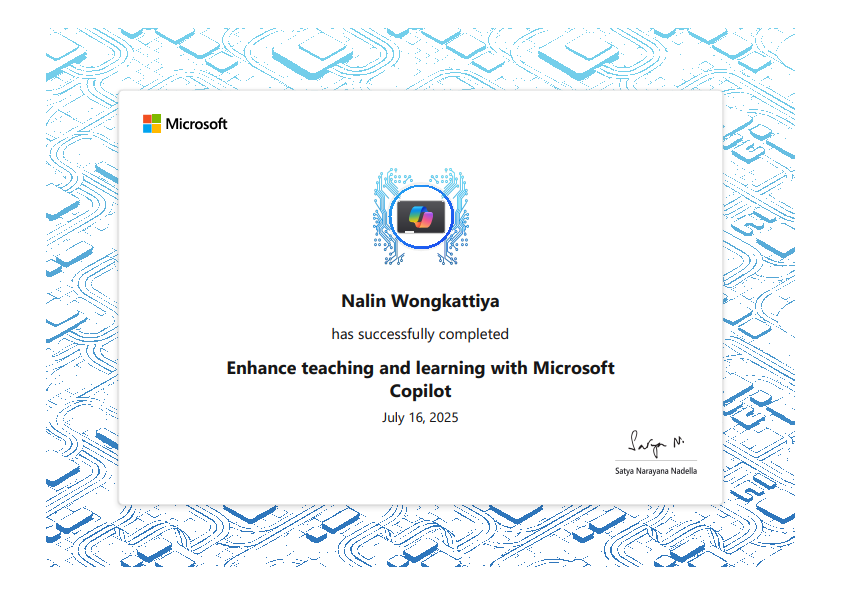 Microsoft
Nalin Wongkattiya
has successfully completed
Enhance teaching and learning with Microsoft
Copilot
July 16, 2025
Satya N.
Satya Narayana Nadella